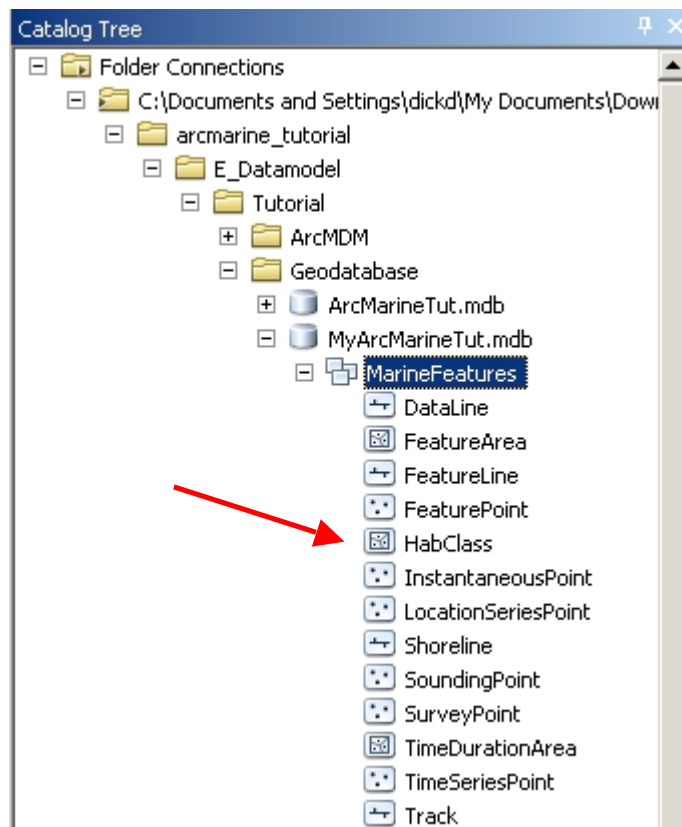 Catalog Tree
Folder Connections
C:\Documents and Settings\dickd\My Documents\Dow
arcmarine_tutorial
E_Datamodel
Tutorial
ArcMDM
Geodatabase
ArcMarineTut.mdb
MyArcMarineTut.mdb
MarineFeatures
DataLine
FeatureArea
FeatureLine
FeaturePoint
HabClass
InstantaneousPoint
LocationSeriesPoint
Shoreline
SoundingPoint
SurveyPoint
TimeDurationArea
TimeSeriesPoint
Track